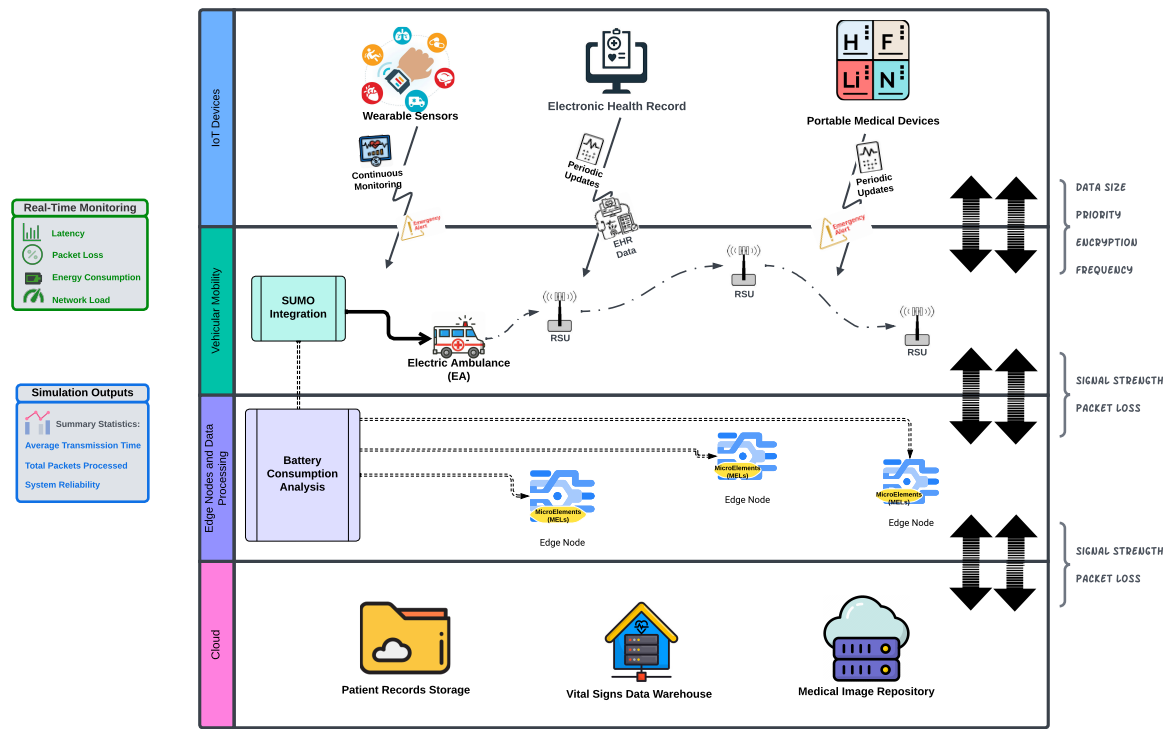 IoT Devices
Wearable Sensors
Electronic Health Record
H
F
Li
N
Portable Medical Devices
Continuous
Monitoring
Periodic
Updates
Periodic
Updates
Emergency
Alert
EHR
Data
Emergency
Alert
DATA SIZE
PRIORITY
ENCRYPTION
FREQUENCY
Real-Time Monitoring
Latency
Packet Loss
Energy Consumption
Network Load
Vehicular Mobility
SUMO
Integration
Electric Ambulance
(EA)
RSU
RSU
RSU
SIGNAL STRENGTH
PACKET LOSS
Simulation Outputs
Summary Statistics:
Average Transmission Time
Total Packets Processed
System Reliability
Edge Nodes and Data
Processing
Battery
Consumption
Analysis
MicroElements
(MELs)
Edge Node
MicroElements
(MELs)
Edge Node
MicroElements
(MELs)
Edge Node
SIGNAL STRENGTH
PACKET LOSS
Cloud
Patient Records Storage
Vital Signs Data Warehouse
Medical Image Repository